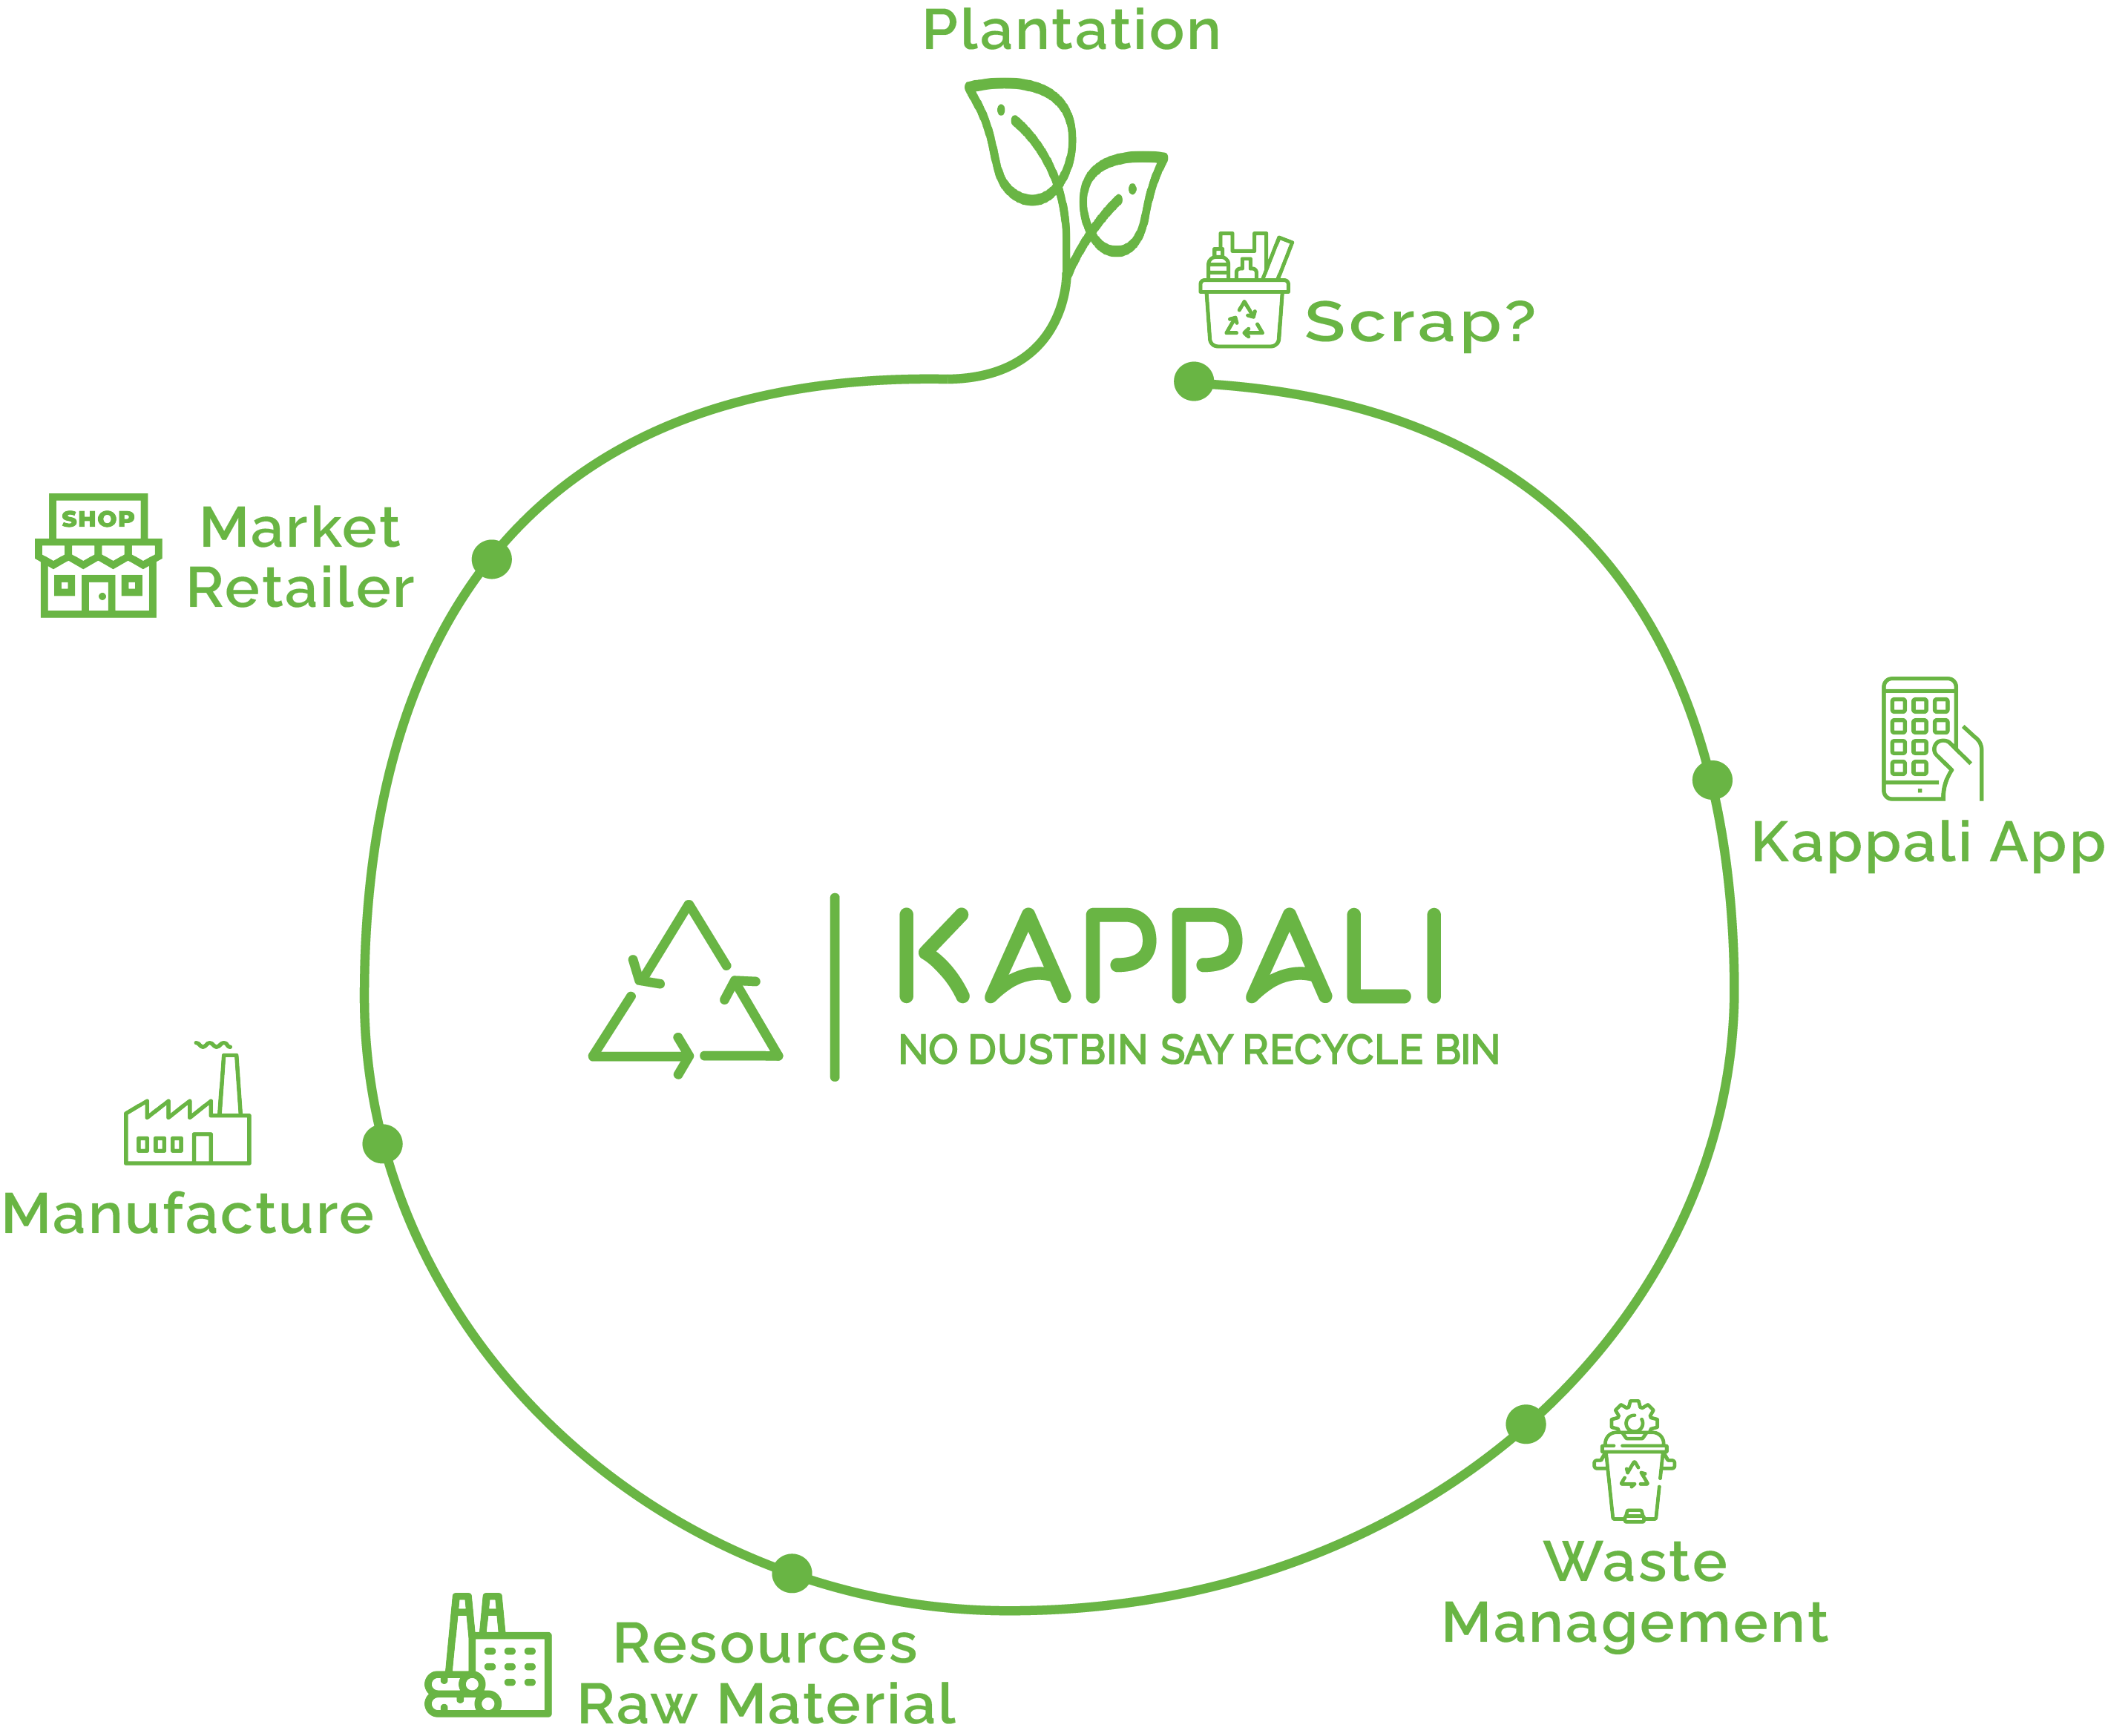 Plantation
Scrap?
SHOP
Market
Retailer
Kappali App
KAPPALI
NO DUSTBIN SAY RECYCLE BIN
Manufacture
Waste
Management
Resources
Raw Material